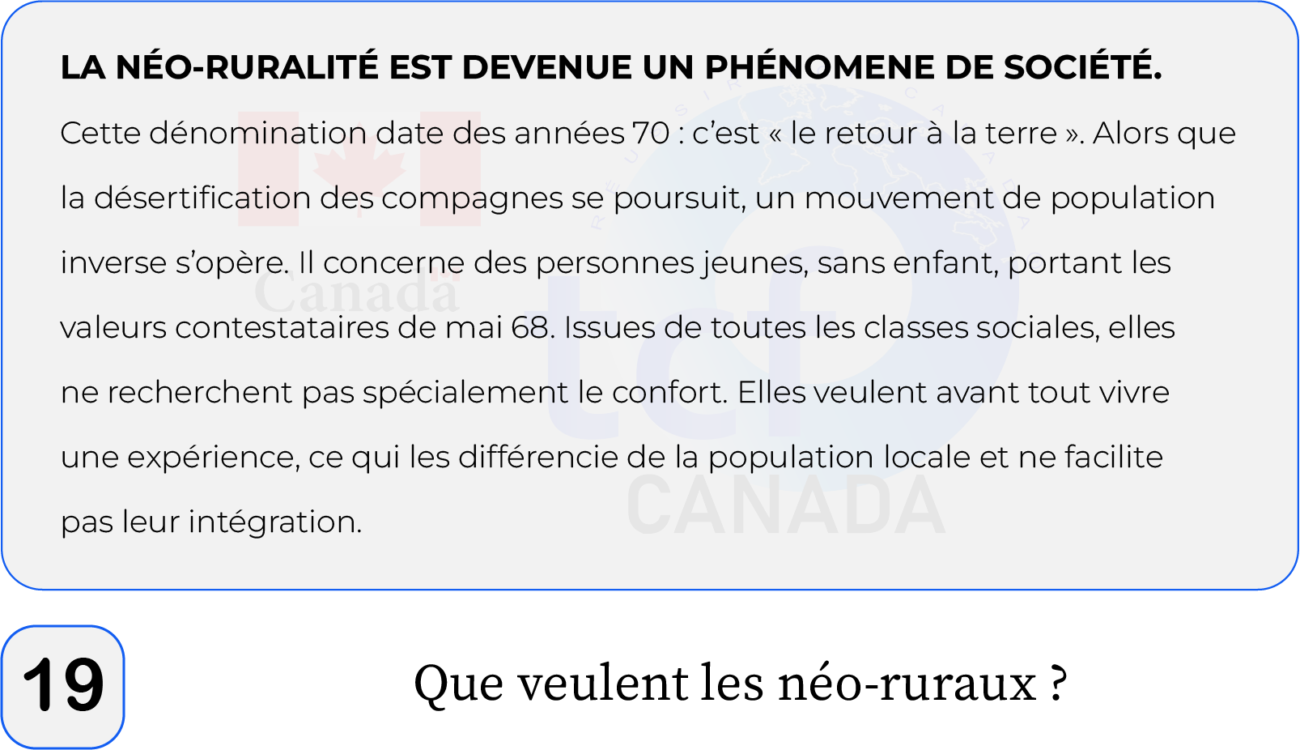 LA NÉO-RURALITÉ EST DEVENUE UN PHÉNOMENE DE SOCIÉTÉ.
Cette dénomination date des années 70 : c’est « le retour à la terre ». Alors que
la désertification des compagnes se poursuit, un mouvement de population
inverse s’opère. Il concerne des personnes jeunes, sans enfant, portant les
valeurs contestataires de mai 68. Issues de toutes les classes sociales, elles
ne recherchent pas spécialement le confort. Elles veulent avant tout vivre
une expérience, ce qui les différencie de la population locale et ne facilite
pas leur intégration.
Canada
tcf
CANADA
19
Que veulent les néo-ruraux ?